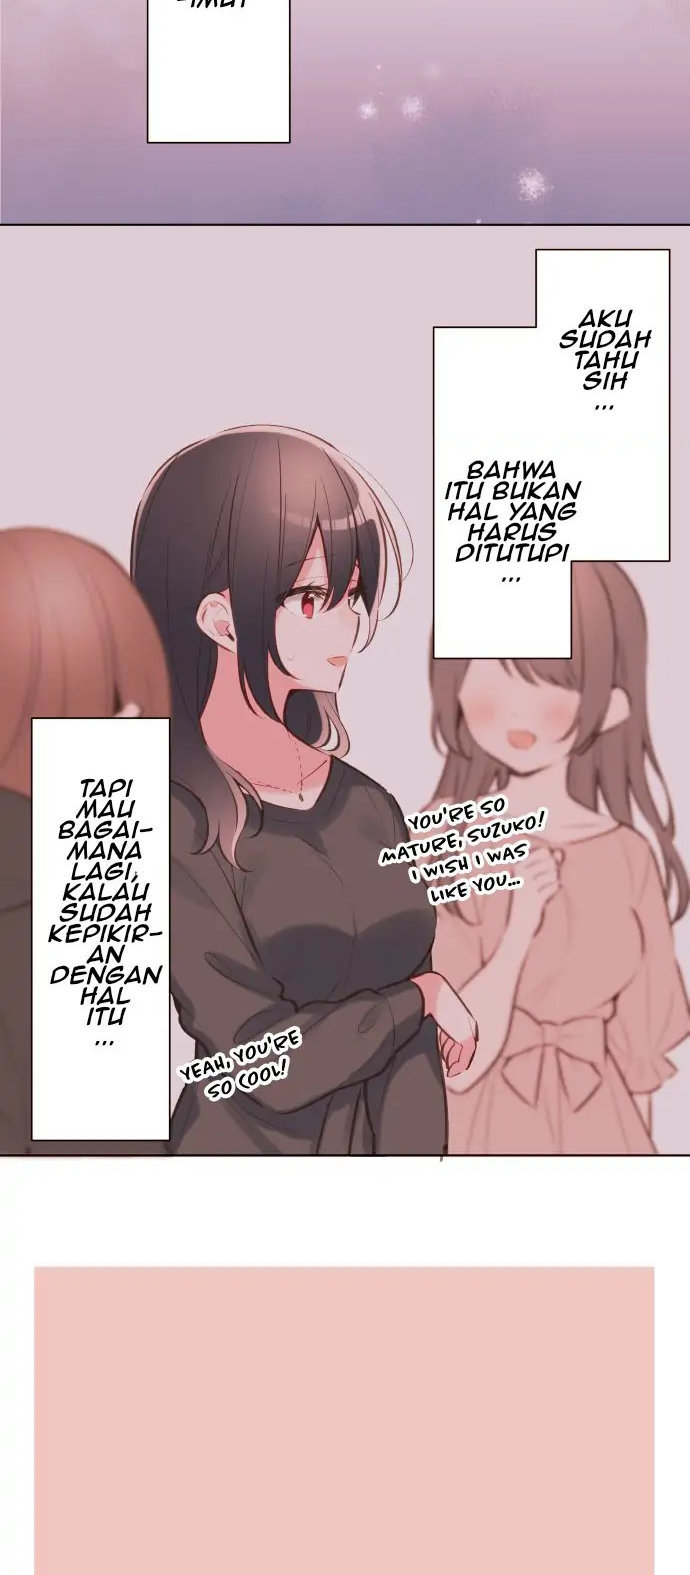 -IMUT
AKU
SUDAH
TAHU
SIH
...
BAHWA
ITU BUKAN
HAL YANG
HARUS
DITUTUPI
...
YOU'RE SO
MATURE, SUZUKO!
I WISH I WAS
LIKE YOU...
TAPI
MAU
BAGAI-
MANA
LAGI,
KALAU
SUDAH
KEPIKIR-
AN
DENGAN
HAL
ITU
...
YEAH, YOU'RE
SO COOL!